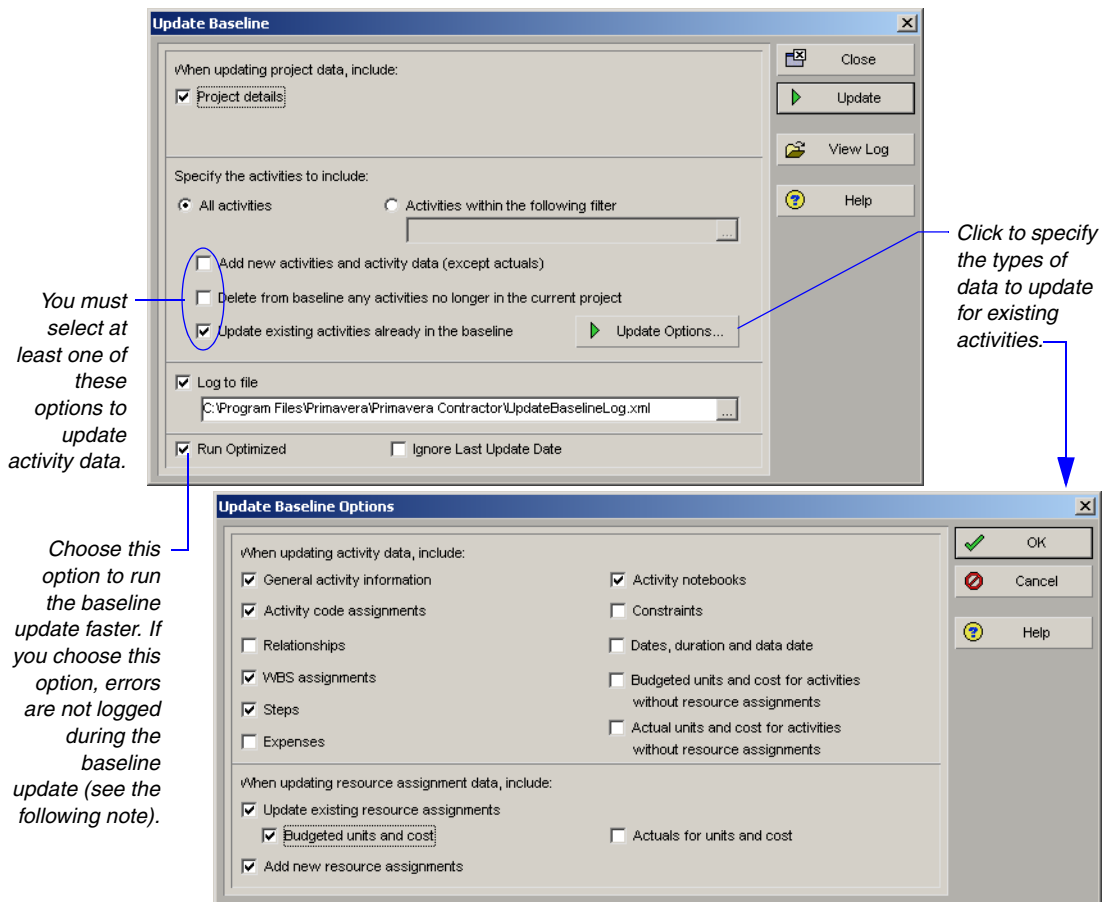 Update Baseline
When updating project data, include:
Project details
Close
Update
View Log
Help
Specify the activities to include:
All activities
Activities within the following filter
...
Add new activities and activity data (except actuals)
Delete from baseline any activities no longer in the current project
Update existing activities already in the baseline
Update Options...
Log to file
C:\Program Files\Primavera\Primavera Contractor\UpdateBaselineLog.xml
...
Run Optimized
Ignore Last Update Date
You must
select at
least one of
these
options to
update
activity data.
Click to specify
the types of
data to update
for existing
activities.
Choose this
option to run
the baseline
update faster. If
you choose this
option, errors
are not logged
during the
baseline
update (see the
following note).
Update Baseline Options
When updating activity data, include:
General activity information
Activity notebooks
Activity code assignments
Constraints
Relationships
Dates, duration and data date
WBS assignments
Budgeted units and cost for activities
without resource assignments
Steps
Actual units and cost for activities
without resource assignments
Expenses
When updating resource assignment data, include:
Update existing resource assignments
Budgeted units and cost
Actuals for units and cost
Add new resource assignments
OK
Cancel
Help